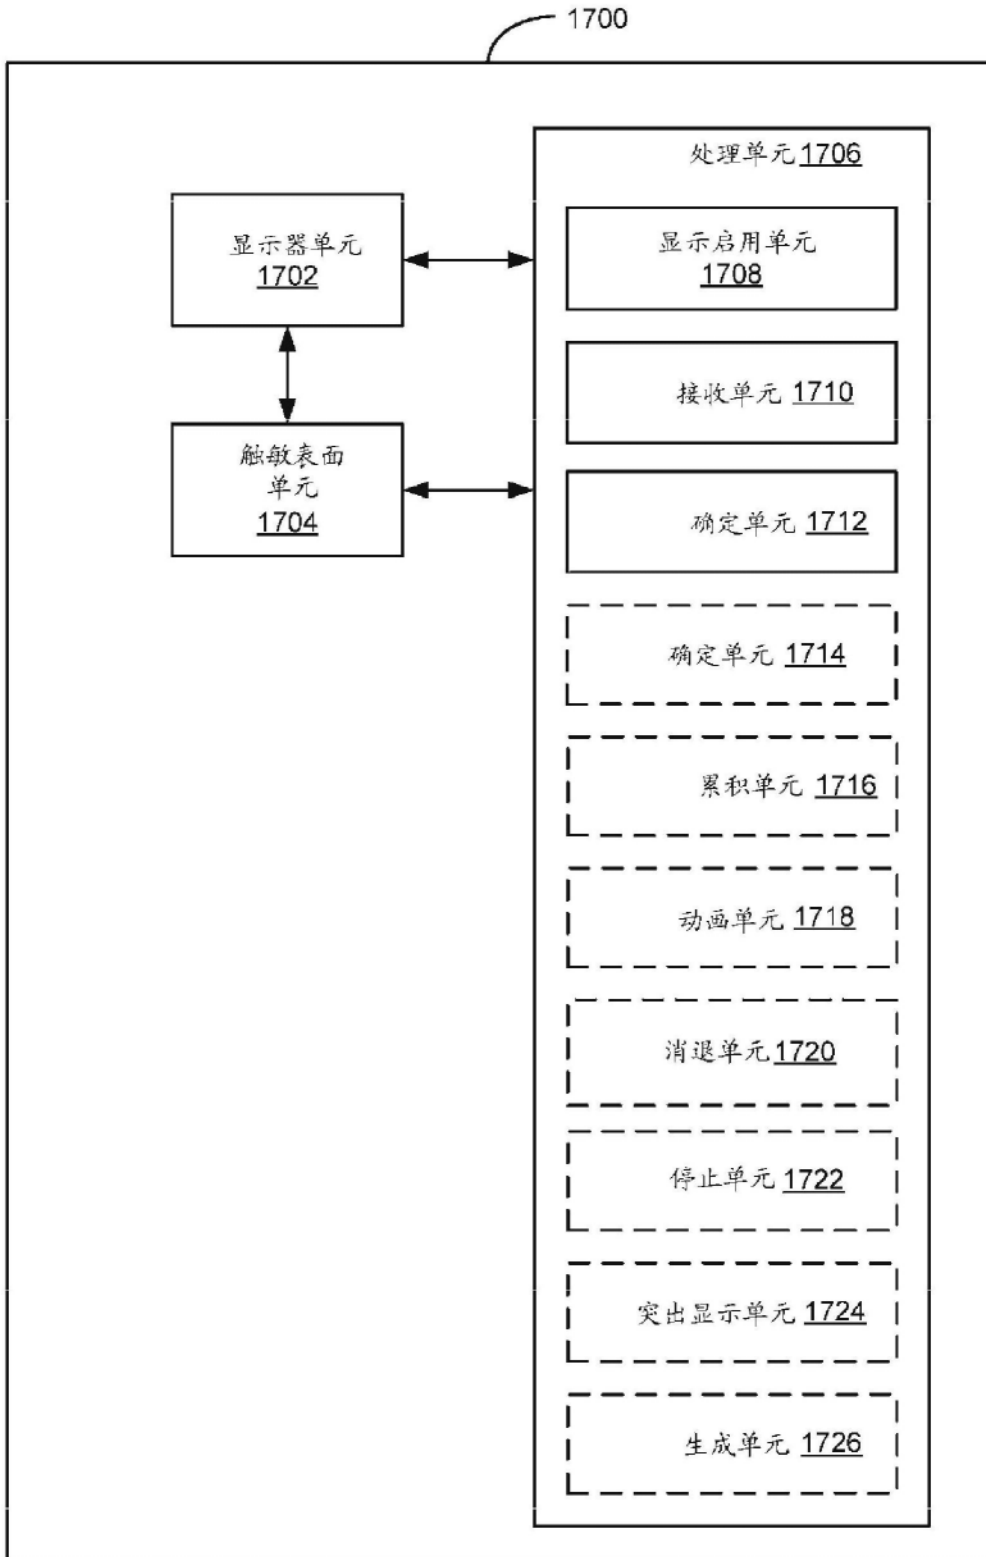 1700
处理单元1706
显示器单元
1702
显示启用单元
1708
接收单元 1710
触敏表面
单元
1704
确定单元 1712
确定单元 1714
累积单元 1716
动画单元 1718
消退单元1720
停止单元 1722
突出显示单元 1724
生成单元 1726